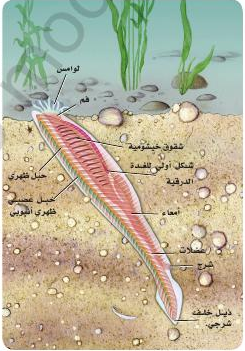 لوامس
فم
شقوق خيشومية
شكل أولي للغدة
الدرقية
حبل ظهري
حبل عصبي
ظهري أنبوبي
أمعاء
عضلات
شرج
ذيل خلف
شرجي